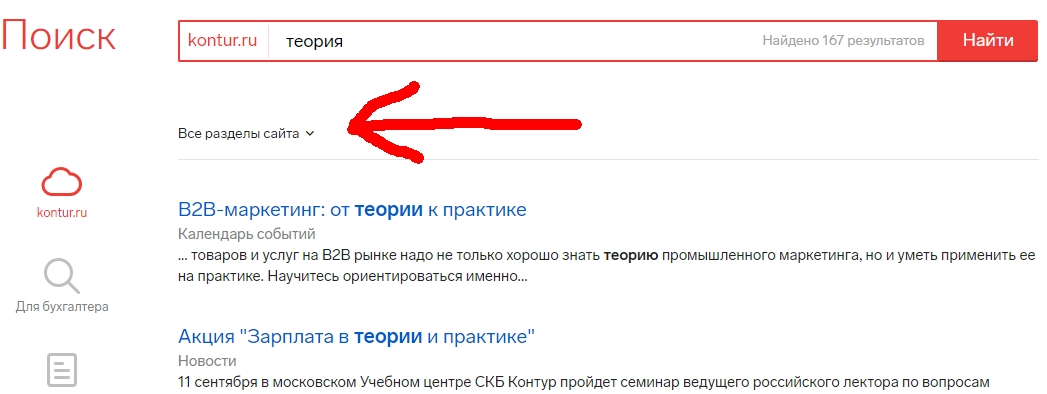 Поиск
kontur.ru теория Найдено 167 результатов Найти
Все разделы сайта
kontur.ru
Для бухгалтера
B2B-маркетинг: от теории к практике
Календарь событий
... товаров и услуг на B2B рынке надо не только хорошо знать теорию промышленного маркетинга, но и уметь применить ее
на практике. Научитесь ориентироваться именно...
Акция "Зарплата в теории и практике"
Новости
11 сентября в московском Учебном центре СКБ Контур пройдет семинар ведущего российского лектора по вопросам